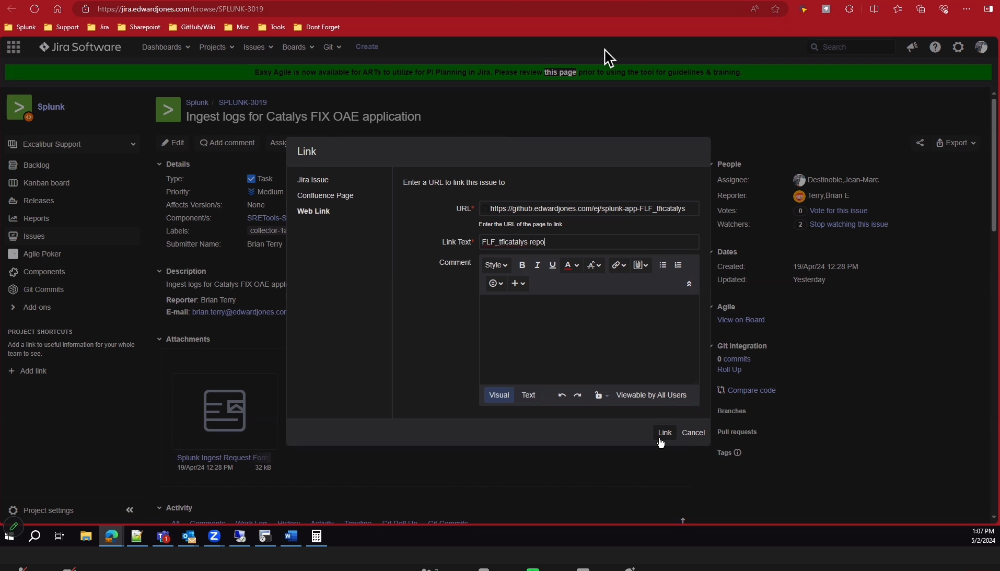 https://jira.edwardjones.com/browse/SPLUNK-3019
Splunk Support Jira Sharepoint GitHub/Wiki Misc Tools Dont Forget
Jira Software Dashboards Projects Issues Boards Git Create Search
Easy Agile is now available for ARTs to utilize for PI Planning in Jira. Please review this page prior to using the tool for guidelines & training.
Splunk
Splunk / SPLUNK-3019
Ingest logs for Catalys FIX OAE application
Excalibur Support
Backlog
Kanban board
Releases
Reports
Issues
Agile Poker
Components
Git Commits
Add-ons
PROJECT SHORTCUTS
Add a link to useful information for your whole
team to see.
+ Add link
Project settings
Edit Add comment
Export
Details
Type: Task
Priority: Medium
Affects Version/s: None
Component/s: SRETools-S
Labels:
Submitter Name: Brian Terry
Description
Ingest logs for Catalys FIX OAE appli
Reporter: Brian Terry
E-mail: brian.terry@edwardjones.cor
Attachments
Splunk Ingest Request Form
19/Apr/24 12:28 PM 32 kB
Activity
All Comments Work Log History Activity Timeline Git Roll Up Git Commits
Link
Jira Issue
Confluence Page
Web Link
Enter a URL to link this issue to
URL* https://github.edwardjones.com/ej/splunk-app-FLF_tficatalys
Enter the URL of the page to link
Link Text* FLF_tficatalys repo
Comment
Style B I U A
Visual Text Viewable by All Users
Link Cancel
People
Assignee: Destinoble,Jean-Marc
Reporter: Terry,Brian E
Votes: 0 Vote for this issue
Watchers: 2 Stop watching this issue
Dates
Created: 19/Apr/24 12:28 PM
Updated: Yesterday
Agile
View on Board
Git Integration
0 commits
Roll Up
Compare code
Branches
Pull requests
Tags
1:07 PM
5/2/2024